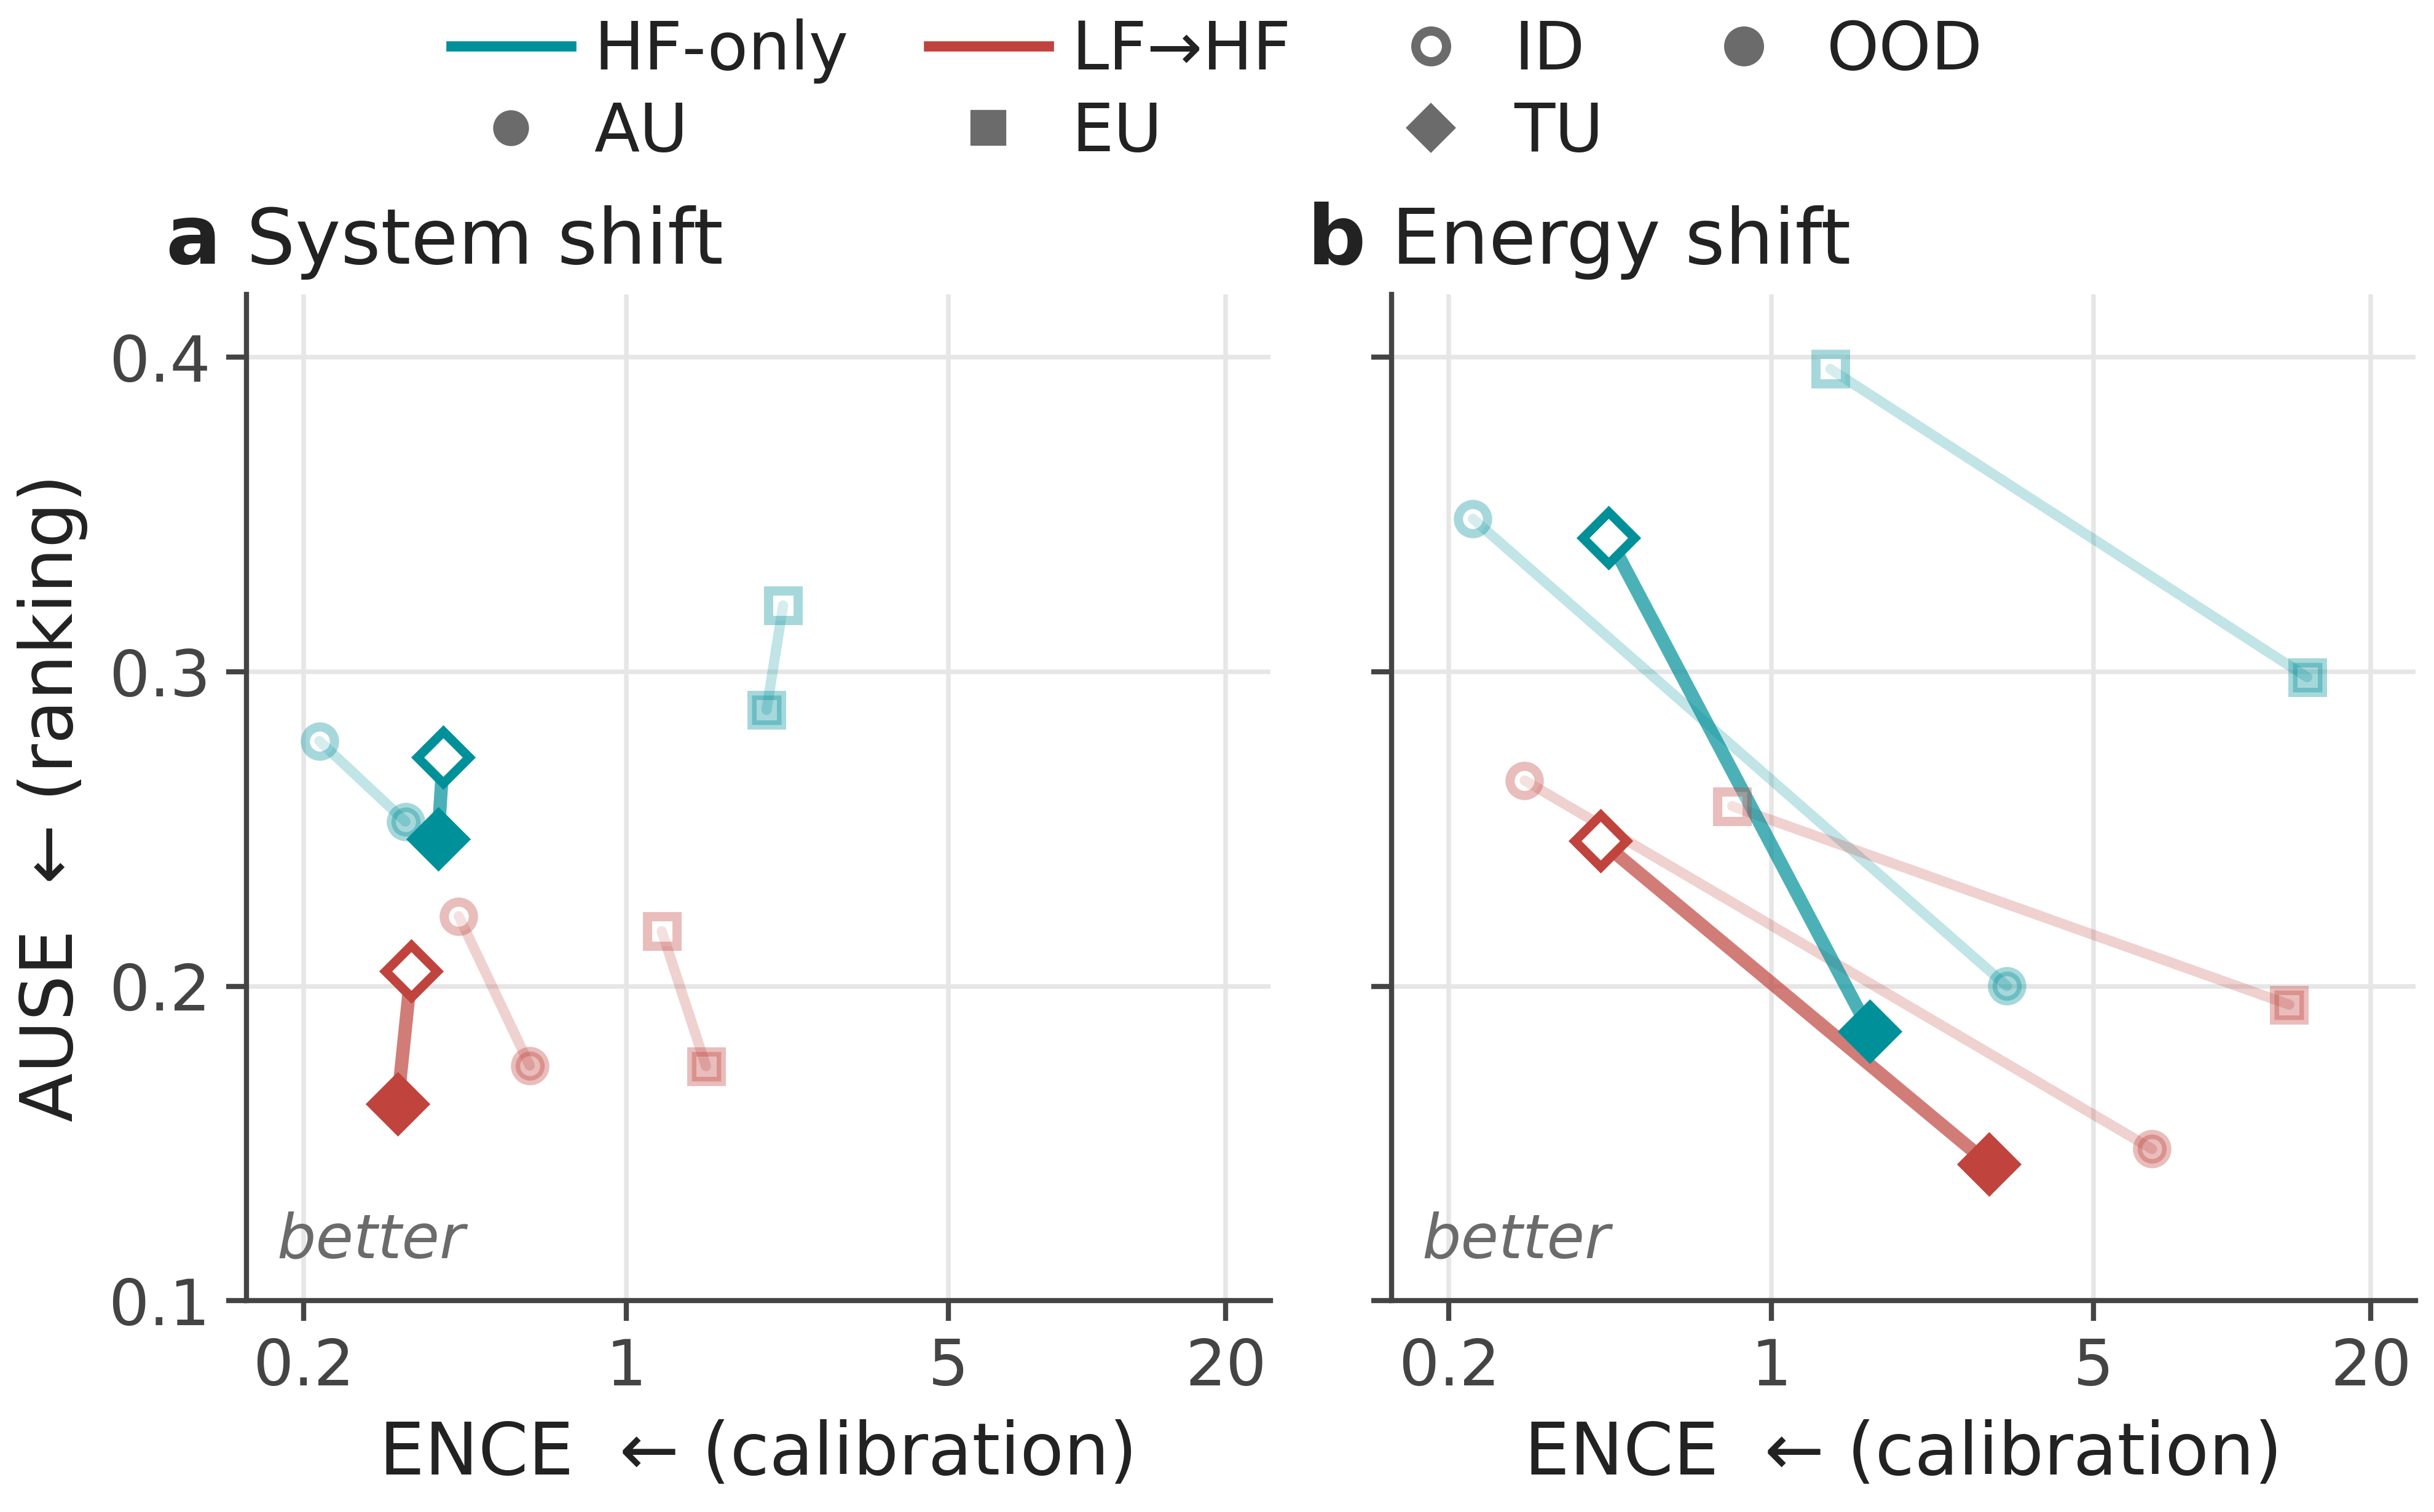 HF-only LF→HF ID OOD
AU EU TU
a System shift
b Energy shift
AUSE ← (ranking)
0.4
0.3
0.2
0.1
better
0.2 1 5 20
ENCE ← (calibration)
better
0.2 1 5 20
ENCE ← (calibration)